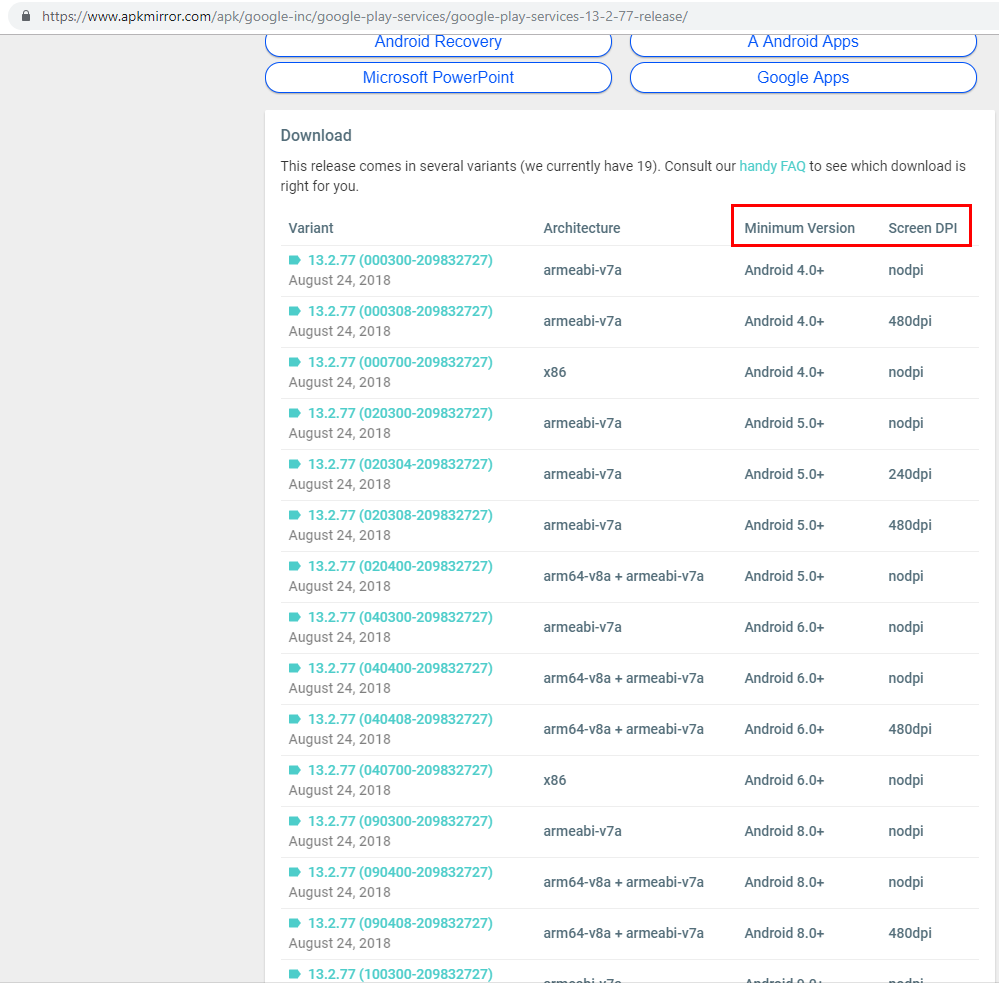 https://www.apkmirror.com/apk/google-inc/google-play-services/google-play-services-13-2-77-release/
Android Recovery A Android Apps
Microsoft PowerPoint Google Apps
Download
This release comes in several variants (we currently have 19). Consult our handy FAQ to see which download is
right for you.
Variant Architecture Minimum Version Screen DPI
13.2.77 (000300-209832727)
August 24, 2018 armeabi-v7a Android 4.0+ nodpi
13.2.77 (000308-209832727)
August 24, 2018 armeabi-v7a Android 4.0+ 480dpi
13.2.77 (000700-209832727)
August 24, 2018 x86 Android 4.0+ nodpi
13.2.77 (020300-209832727)
August 24, 2018 armeabi-v7a Android 5.0+ nodpi
13.2.77 (020304-209832727)
August 24, 2018 armeabi-v7a Android 5.0+ 240dpi
13.2.77 (020308-209832727)
August 24, 2018 armeabi-v7a Android 5.0+ 480dpi
13.2.77 (020400-209832727)
August 24, 2018 arm64-v8a + armeabi-v7a Android 5.0+ nodpi
13.2.77 (040300-209832727)
August 24, 2018 armeabi-v7a Android 6.0+ nodpi
13.2.77 (040400-209832727)
August 24, 2018 arm64-v8a + armeabi-v7a Android 6.0+ nodpi
13.2.77 (040408-209832727)
August 24, 2018 arm64-v8a + armeabi-v7a Android 6.0+ 480dpi
13.2.77 (040700-209832727)
August 24, 2018 x86 Android 6.0+ nodpi
13.2.77 (090300-209832727)
August 24, 2018 armeabi-v7a Android 8.0+ nodpi
13.2.77 (090400-209832727)
August 24, 2018 arm64-v8a + armeabi-v7a Android 8.0+ nodpi
13.2.77 (090408-209832727)
August 24, 2018 arm64-v8a + armeabi-v7a Android 8.0+ 480dpi
13.2.77 (100300-209832727)